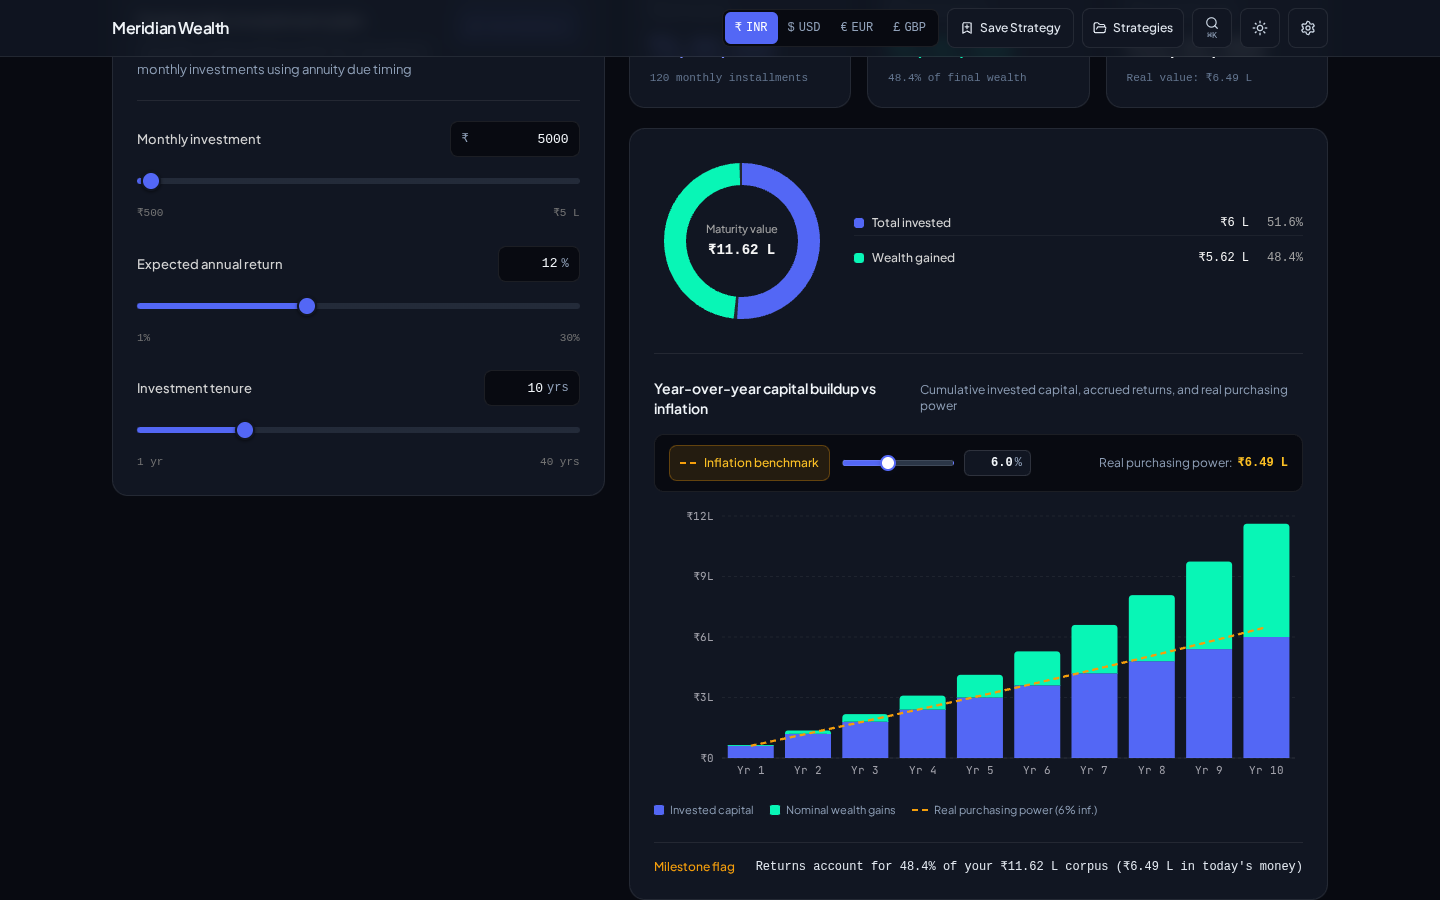 Meridian Wealth
₹ INR $ USD € EUR £ GBP
Save Strategy
Strategies
⌘K
monthly investments using annuity due timing
120 monthly installments
48.4% of final wealth
Real value: ₹6.49 L
Monthly investment
₹ 5000
₹500 ₹5 L
Expected annual return
12 %
1% 30%
Investment tenure
10 yrs
1 yr 40 yrs
Maturity value
₹11.62 L
Total invested ₹6 L 51.6%
Wealth gained ₹5.62 L 48.4%
Year-over-year capital buildup vs
inflation
Cumulative invested capital, accrued returns, and real purchasing
power
Inflation benchmark
6.0 %
Real purchasing power: ₹6.49 L
₹12L
₹9L
₹6L
₹3L
₹0
Yr 1 Yr 2 Yr 3 Yr 4 Yr 5 Yr 6 Yr 7 Yr 8 Yr 9 Yr 10
Invested capital Nominal wealth gains Real purchasing power (6% inf.)
Milestone flag Returns account for 48.4% of your ₹11.62 L corpus (₹6.49 L in today's money)